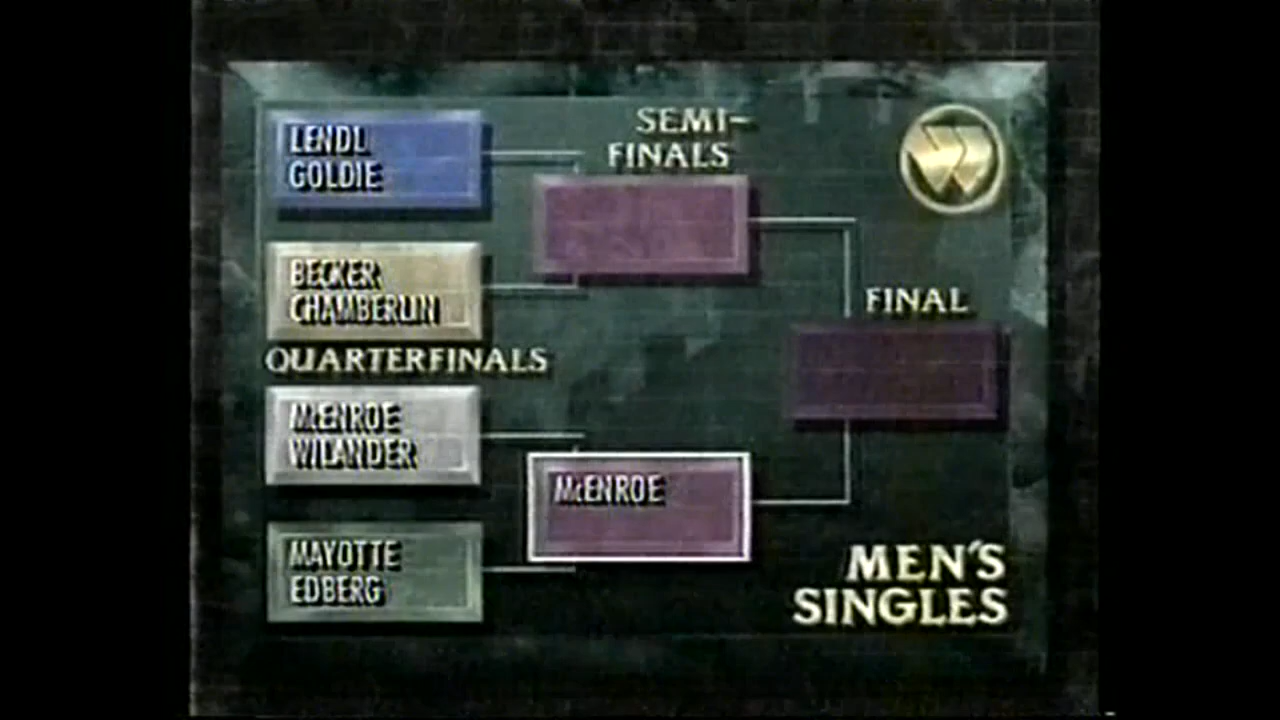 LENDL
GOLDIE
BECKER
CHAMBERLIN
QUARTERFINALS
McENROE
WILANDER
MAYOTTE
EDBERG
SEMI-
FINALS
McENROE
FINAL
MEN'S
SINGLES